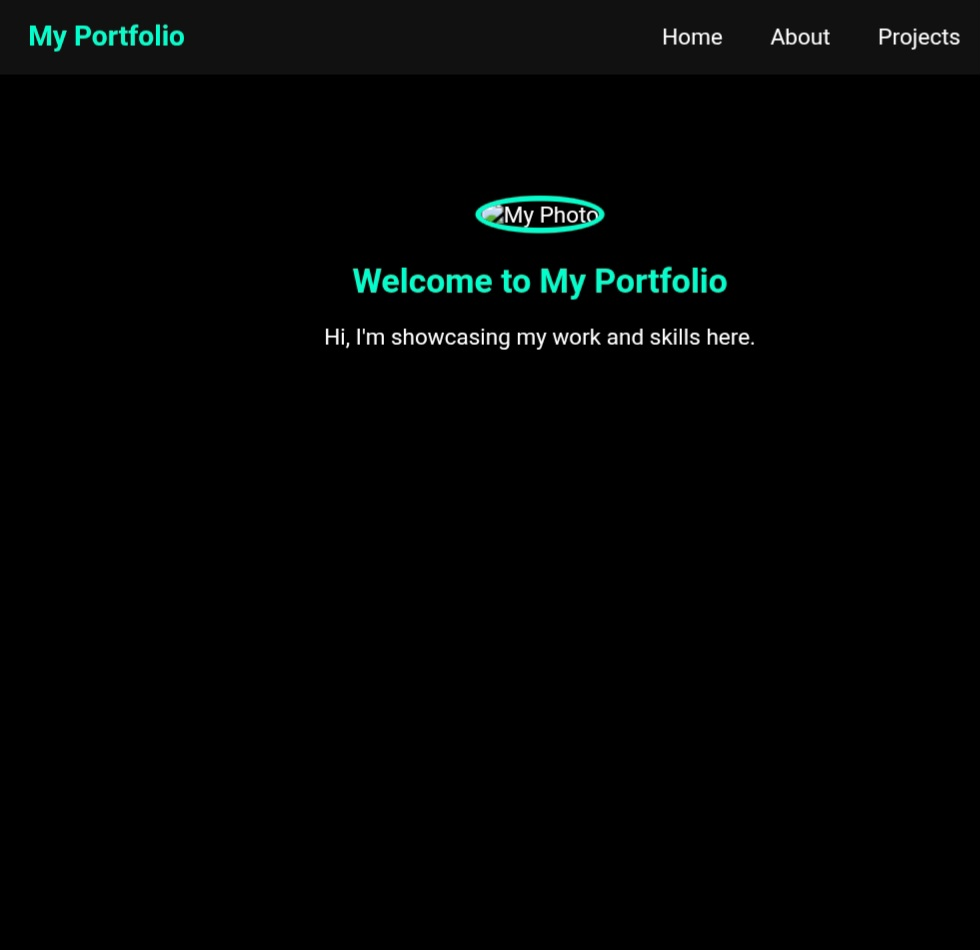 My Portfolio
Home About Projects
My Photo
Welcome to My Portfolio
Hi, I'm showcasing my work and skills here.